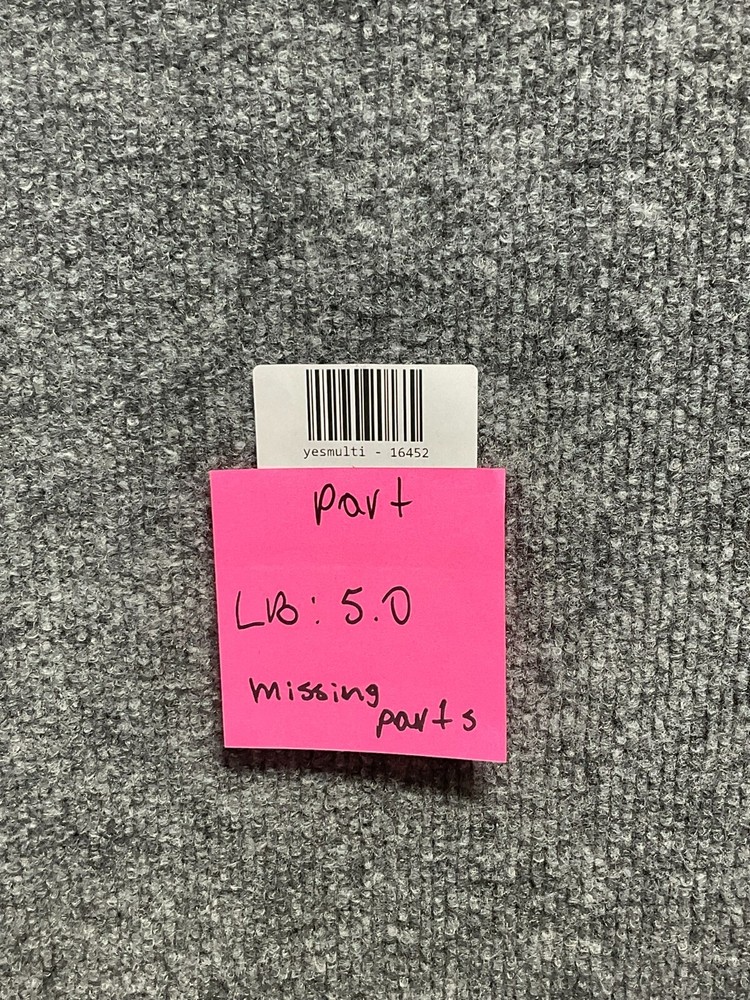 yesmulti - 16452
part
LB: 5.0
missing
parts